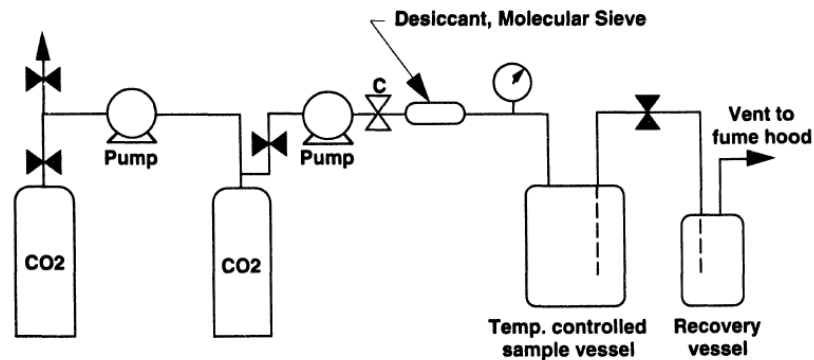 Desiccant, Molecular Sieve
C
Pump
Pump
Vent to
fume hood
CO2
CO2
Temp. controlled
sample vessel
Recovery
vessel